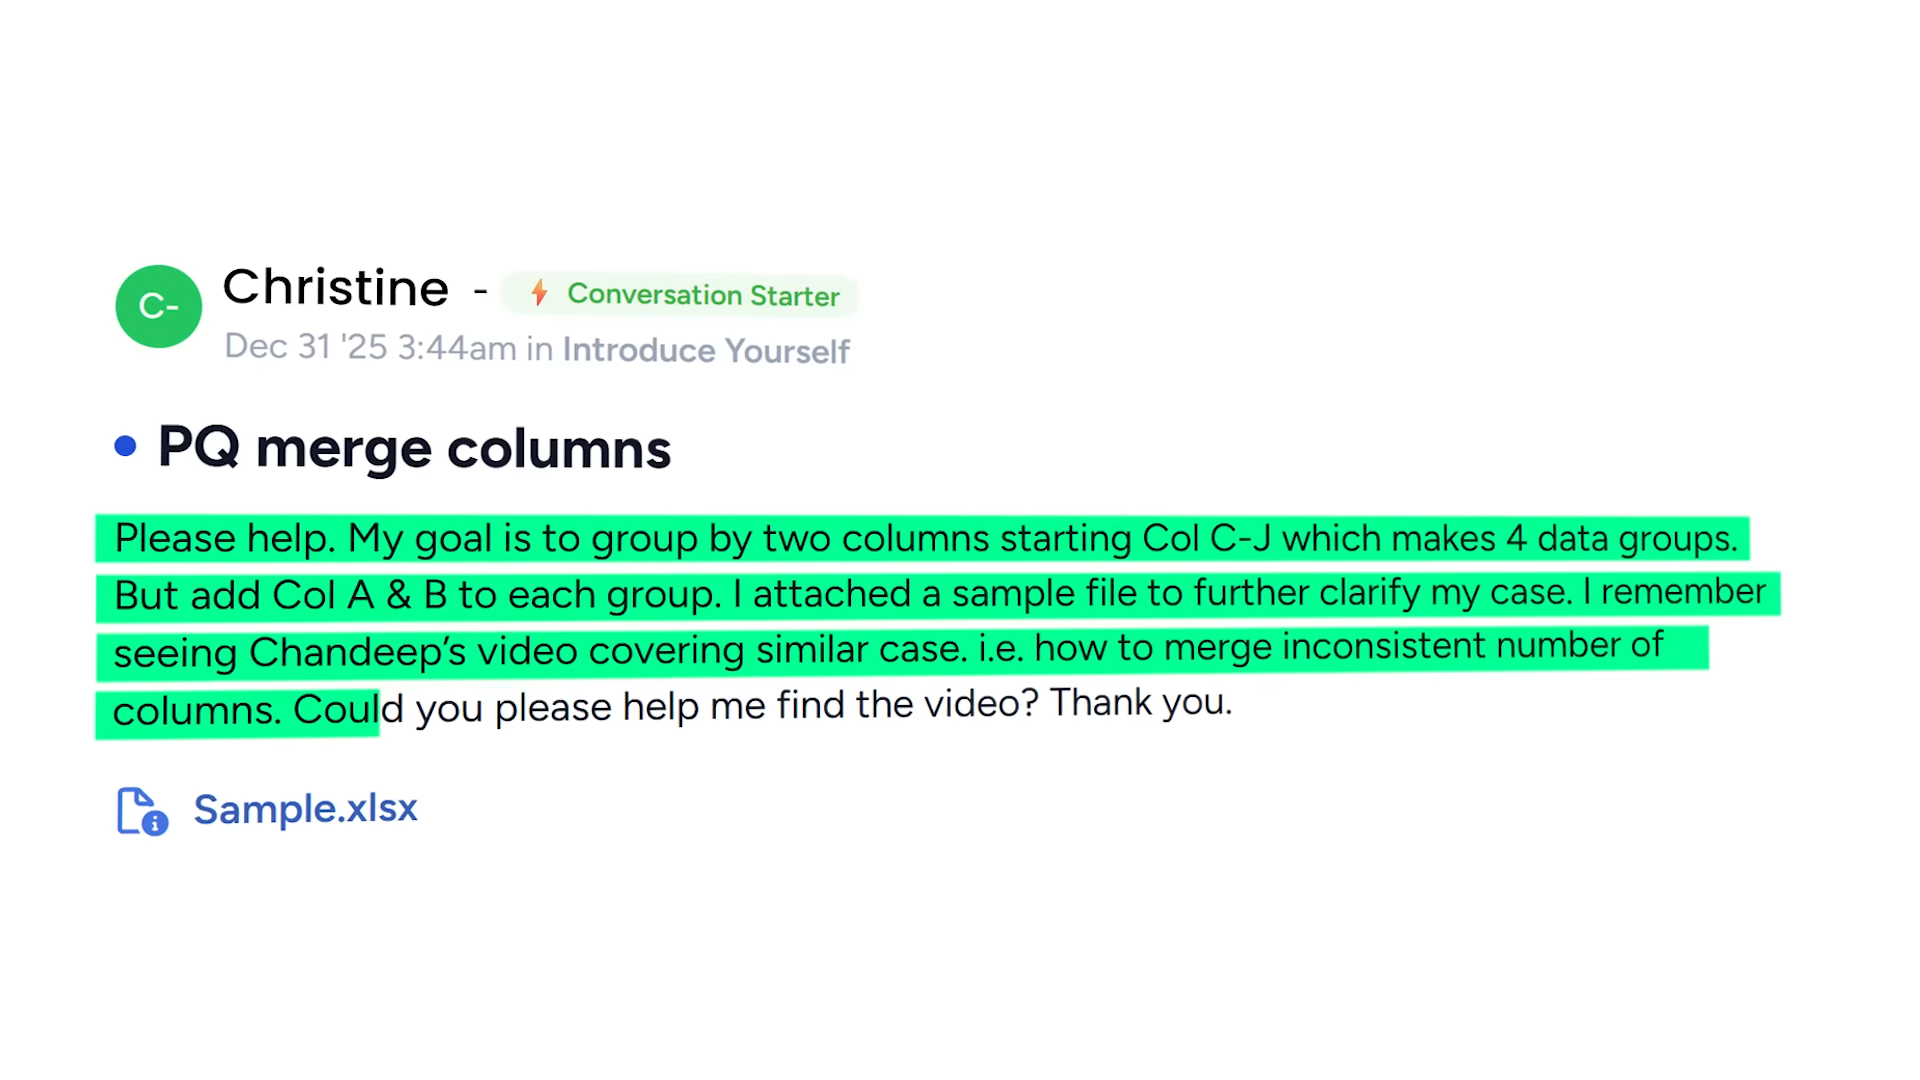 C-
Christine - Conversation Starter
Dec 31 '25 3:44am in Introduce Yourself
• PQ merge columns
Please help. My goal is to group by two columns starting Col C-J which makes 4 data groups.
But add Col A & B to each group. I attached a sample file to further clarify my case. I remember
seeing Chandeep’s video covering similar case. i.e. how to merge inconsistent number of
columns. Could you please help me find the video? Thank you.
Sample.xlsx